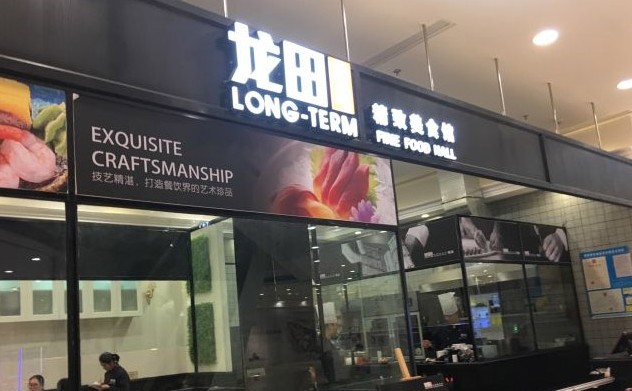 龙田
LONG-TERM
精致美食馆
FINE FOOD HALL
EXQUISITE
CRAFTSMANSHIP
技艺精湛，打造餐饮界的艺术珍品